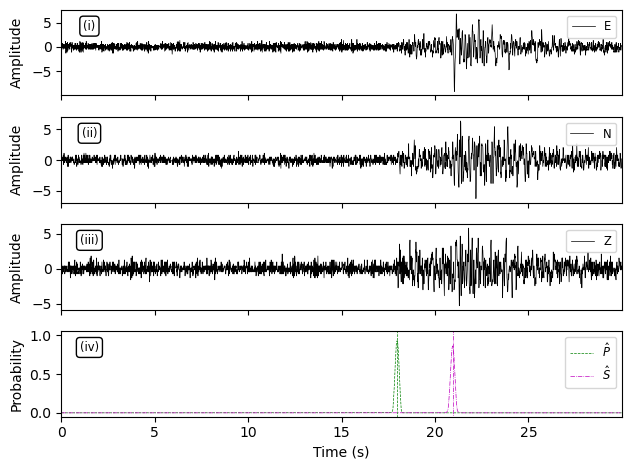 (i)
E
Amplitude
5
0
−5
(ii)
N
Amplitude
5
0
−5
(iii)
Z
Amplitude
5
0
−5
(iv)
P̂
Ŝ
Probability
1.0
0.5
0.0
0 5 10 15 20 25
Time (s)